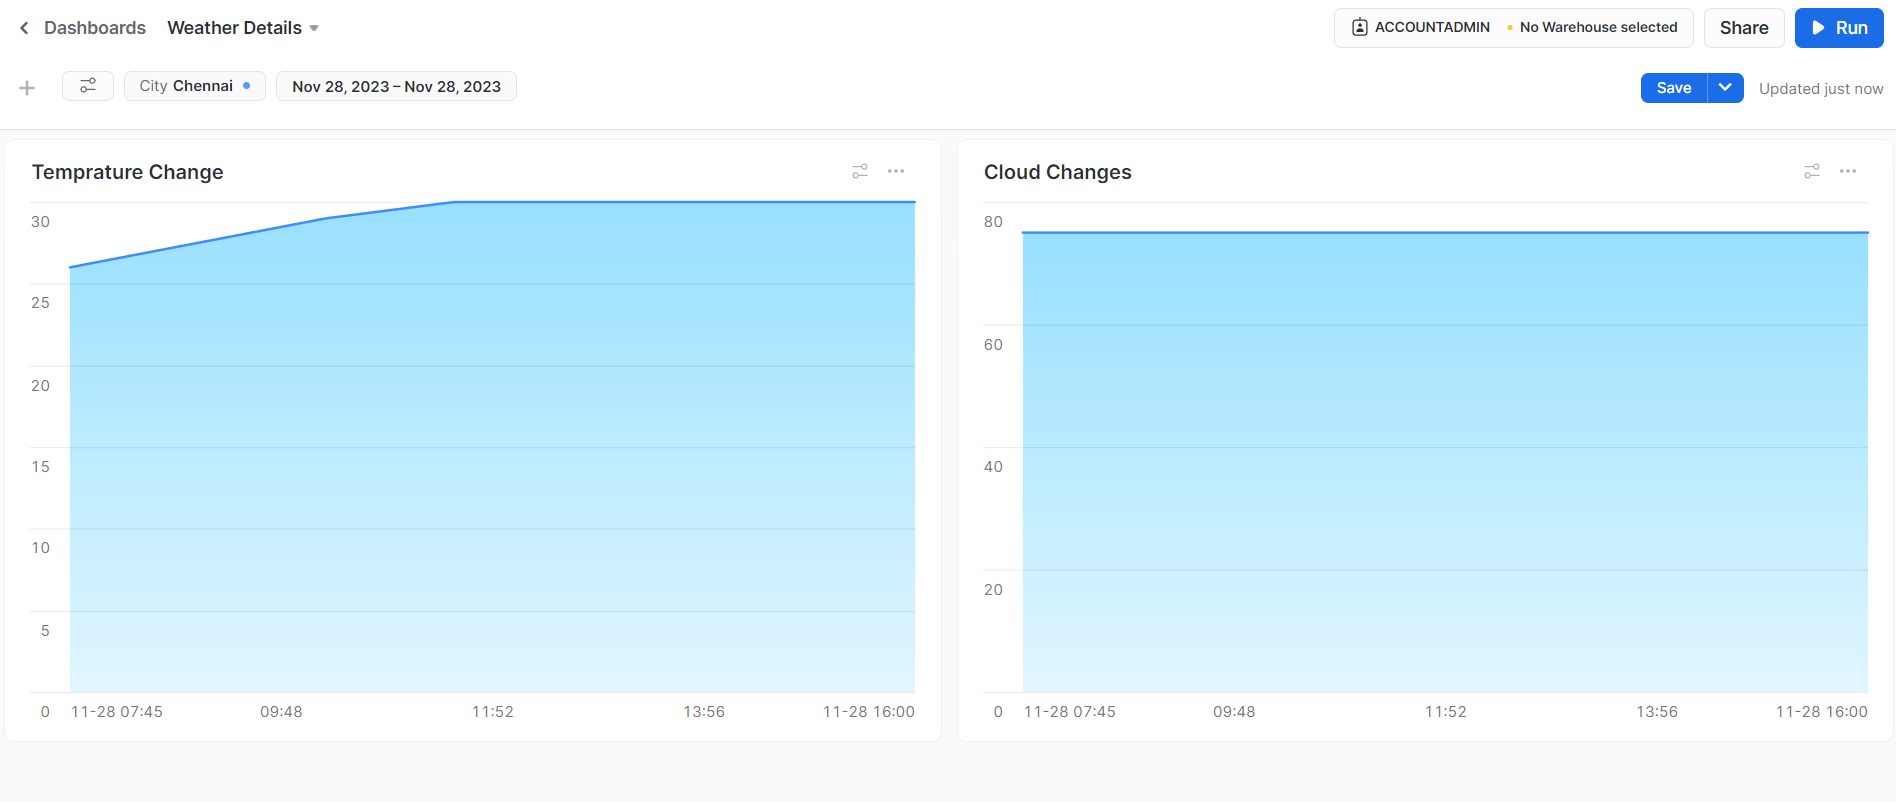 Dashboards Weather Details
ACCOUNTADMIN No Warehouse selected Share Run
City Chennai Nov 28, 2023 – Nov 28, 2023
Save Updated just now
Temprature Change
30
25
20
15
10
5
0
11-28 07:45 09:48 11:52 13:56 11-28 16:00
Cloud Changes
80
60
40
20
0
11-28 07:45 09:48 11:52 13:56 11-28 16:00